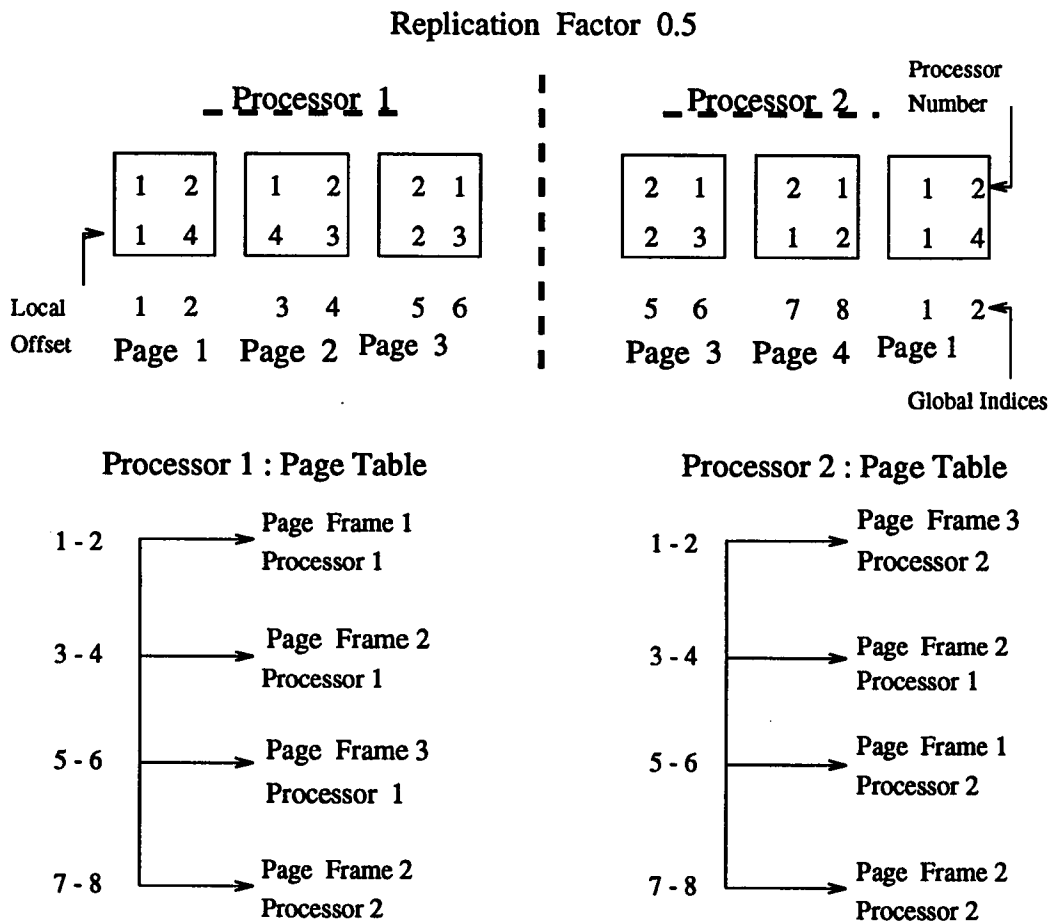 Replication Factor 0.5
Processor 1
Processor 2
Processor
Number
1 2
1 4
1 2
4 3
2 1
2 3
2 1
2 3
2 1
1 2
1 2
1 4
Local
Offset
1 2
3 4
5 6
5 6
7 8
1 2
Page 1
Page 2
Page 3
Page 3
Page 4
Page 1
Global Indices
Processor 1 : Page Table
1 - 2
Page Frame 1
Processor 1
3 - 4
Page Frame 2
Processor 1
5 - 6
Page Frame 3
Processor 1
7 - 8
Page Frame 2
Processor 2
Processor 2 : Page Table
1 - 2
Page Frame 3
Processor 2
3 - 4
Page Frame 2
Processor 1
5 - 6
Page Frame 1
Processor 2
7 - 8
Page Frame 2
Processor 2